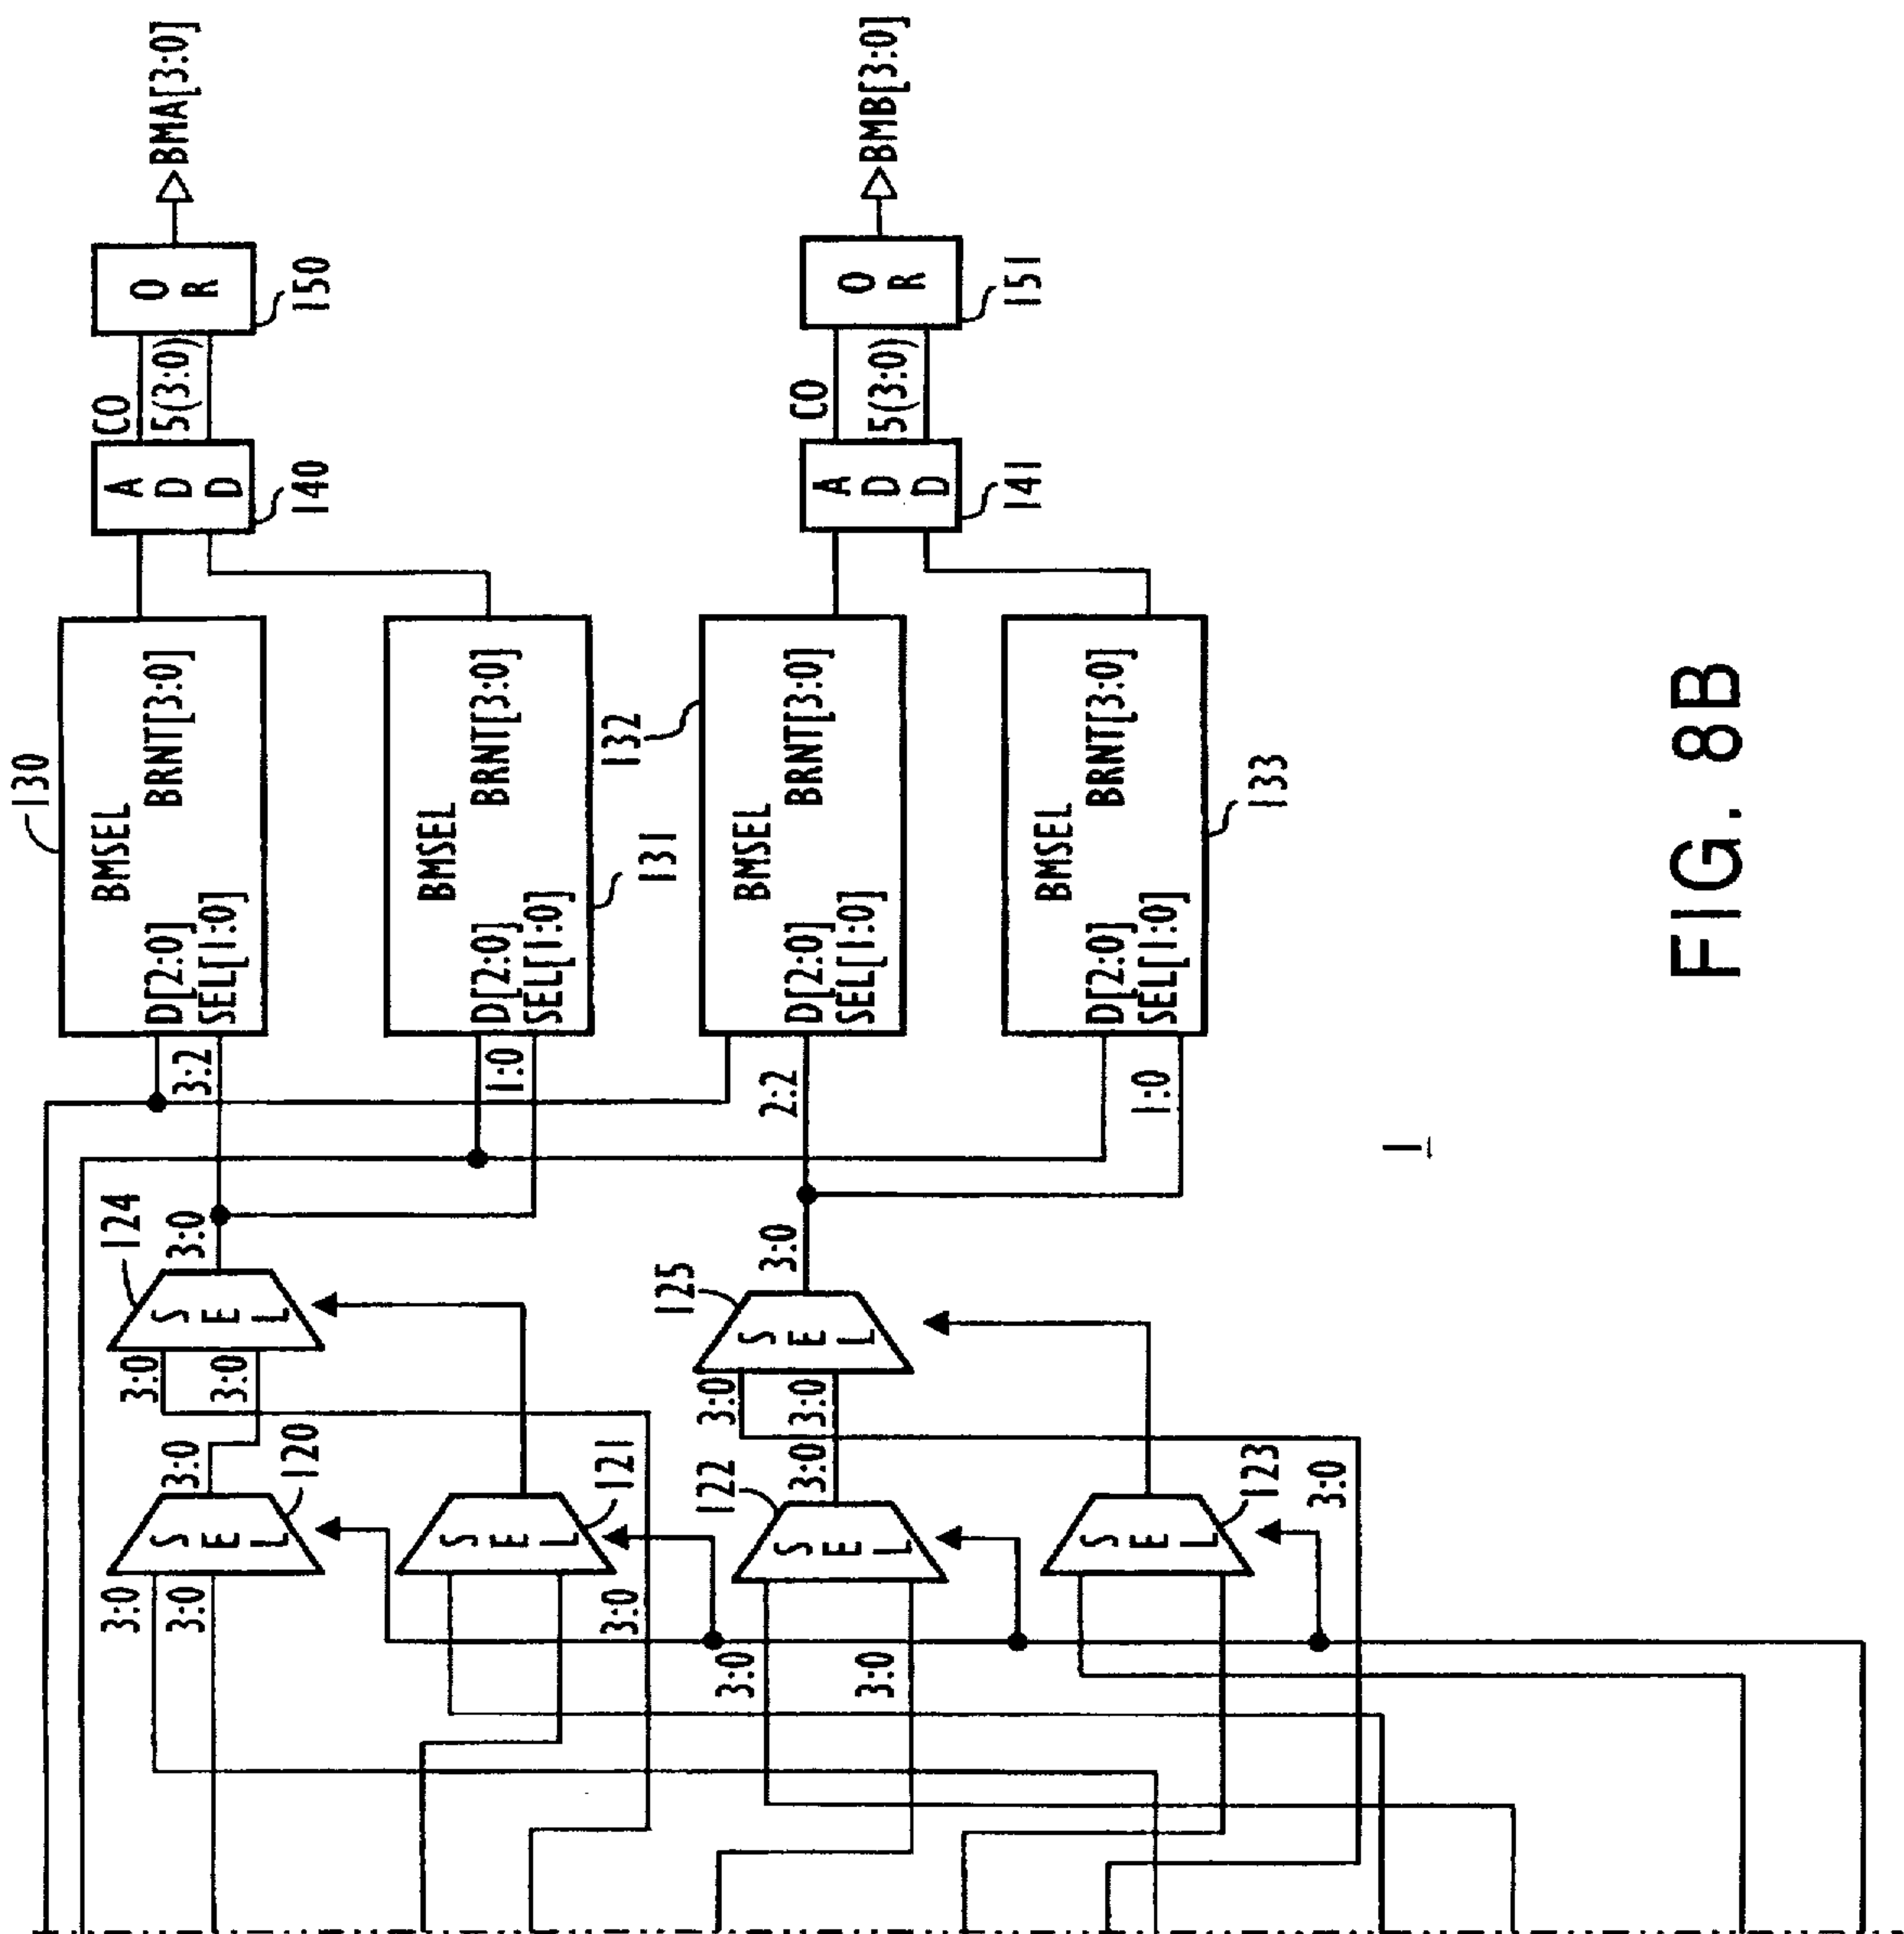 130
BMSEL
D[2:0]
SEL[1:0]
BRNT[3:0]
3:2
CO
5(3:0)
A D D
140
O R
150
BMA[3:0]
124
S E L
3:0
3:0
3:0
3:0
3:0
3:0
S E L
120
BMSEL
D[2:0]
SEL[1:0]
BRNT[3:0]
131
1:0
S E L
121
3:0
132
BMSEL
D[2:0]
SEL[1:0]
BRNT[3:0]
2:2
CO
5(3:0)
A D D
141
O R
151
BMB[3:0]
125
S E L
3:0
3:0
3:0
3:0
122
S E L
3:0
3:0
BMSEL
D[2:0]
SEL[1:0]
BRNT[3:0]
133
1:0
S E L
123
3:0
1
FIG. 8B